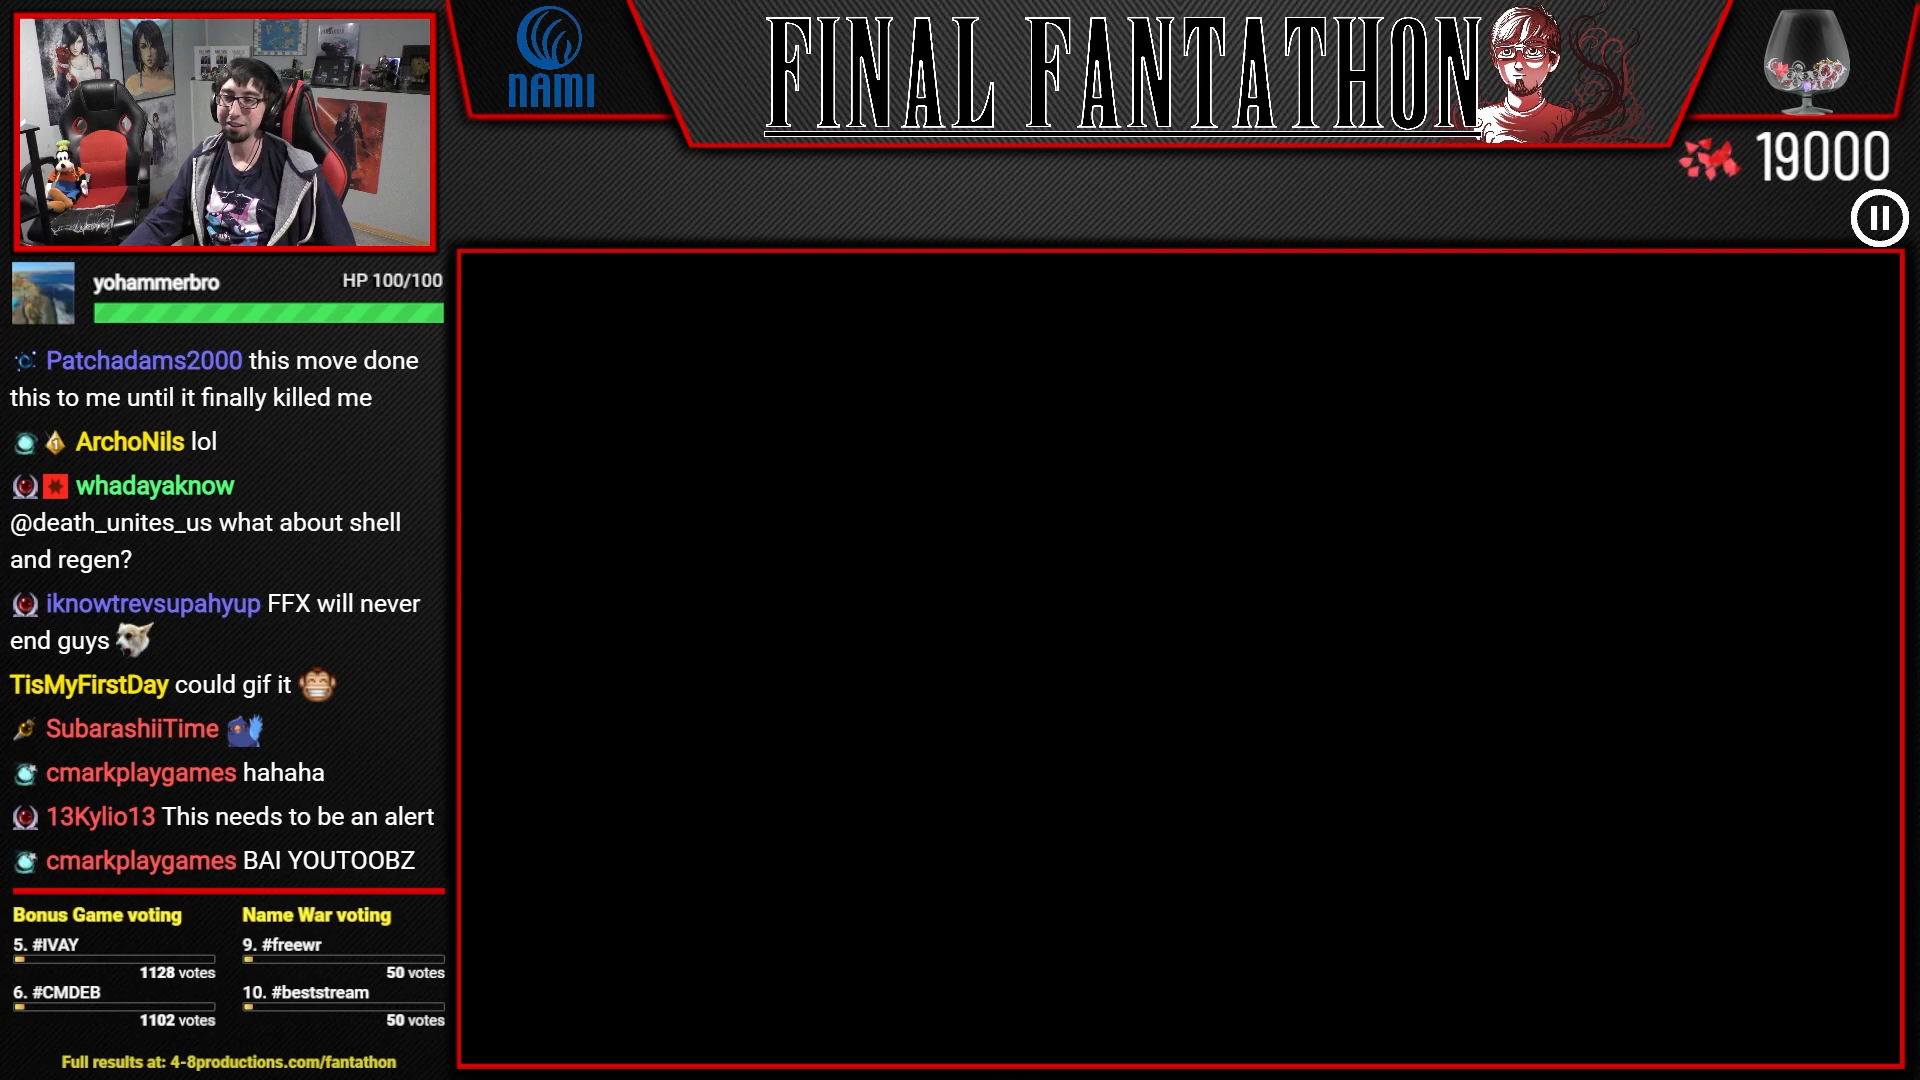 NAMI
FINAL FANTATHON
19000
yohammerbro HP 100/100
Patchadams2000 this move done
this to me until it finally killed me
ArchoNils lol
whadayaknow
@death_unites_us what about shell
and regen?
iknowtrevsupahyup FFX will never
end guys
TisMyFirstDay could gif it
SubarashiiTime
cmarkplaygames hahaha
13Kylio13 This needs to be an alert
cmarkplaygames BAI YOUTOOBZ
Bonus Game voting
5. #IVAY
1128 votes
6. #CMDEB
1102 votes
Name War voting
9. #freewr
50 votes
10. #beststream
50 votes
Full results at: 4-8productions.com/fantathon